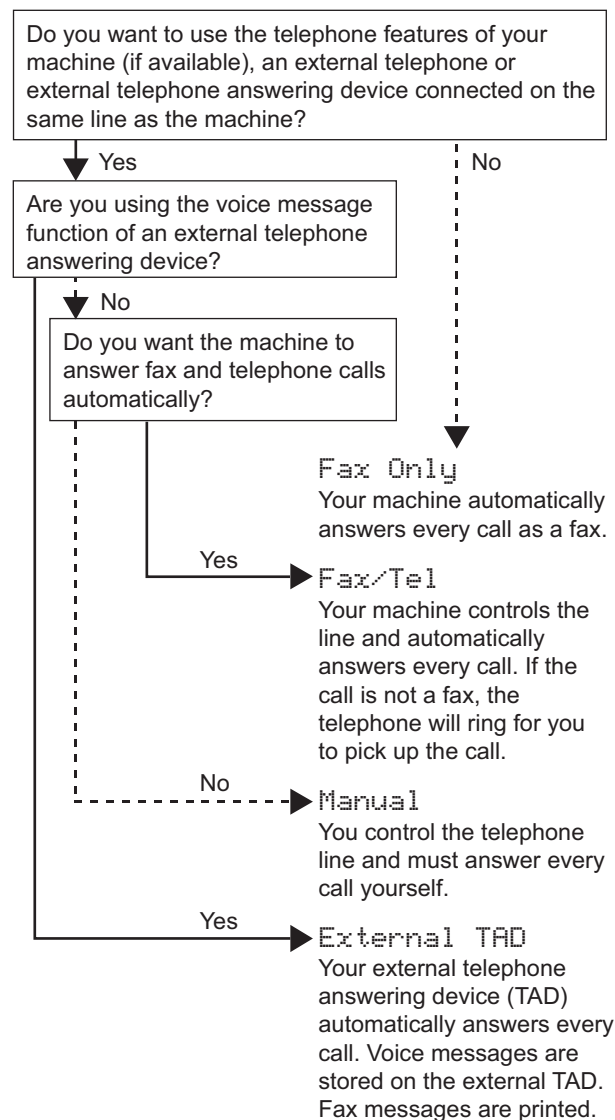 Do you want to use the telephone features of your
machine (if available), an external telephone or
external telephone answering device connected on the
same line as the machine?
Yes
No
Are you using the voice message
function of an external telephone
answering device?
No
Do you want the machine to
answer fax and telephone calls
automatically?
Fax Only
Your machine automatically
answers every call as a fax.
Yes
Fax/Tel
Your machine controls the
line and automatically
answers every call. If the
call is not a fax, the
telephone will ring for you
to pick up the call.
No
Manual
You control the telephone
line and must answer every
call yourself.
Yes
External TAD
Your external telephone
answering device (TAD)
automatically answers every
call. Voice messages are
stored on the external TAD.
Fax messages are printed.